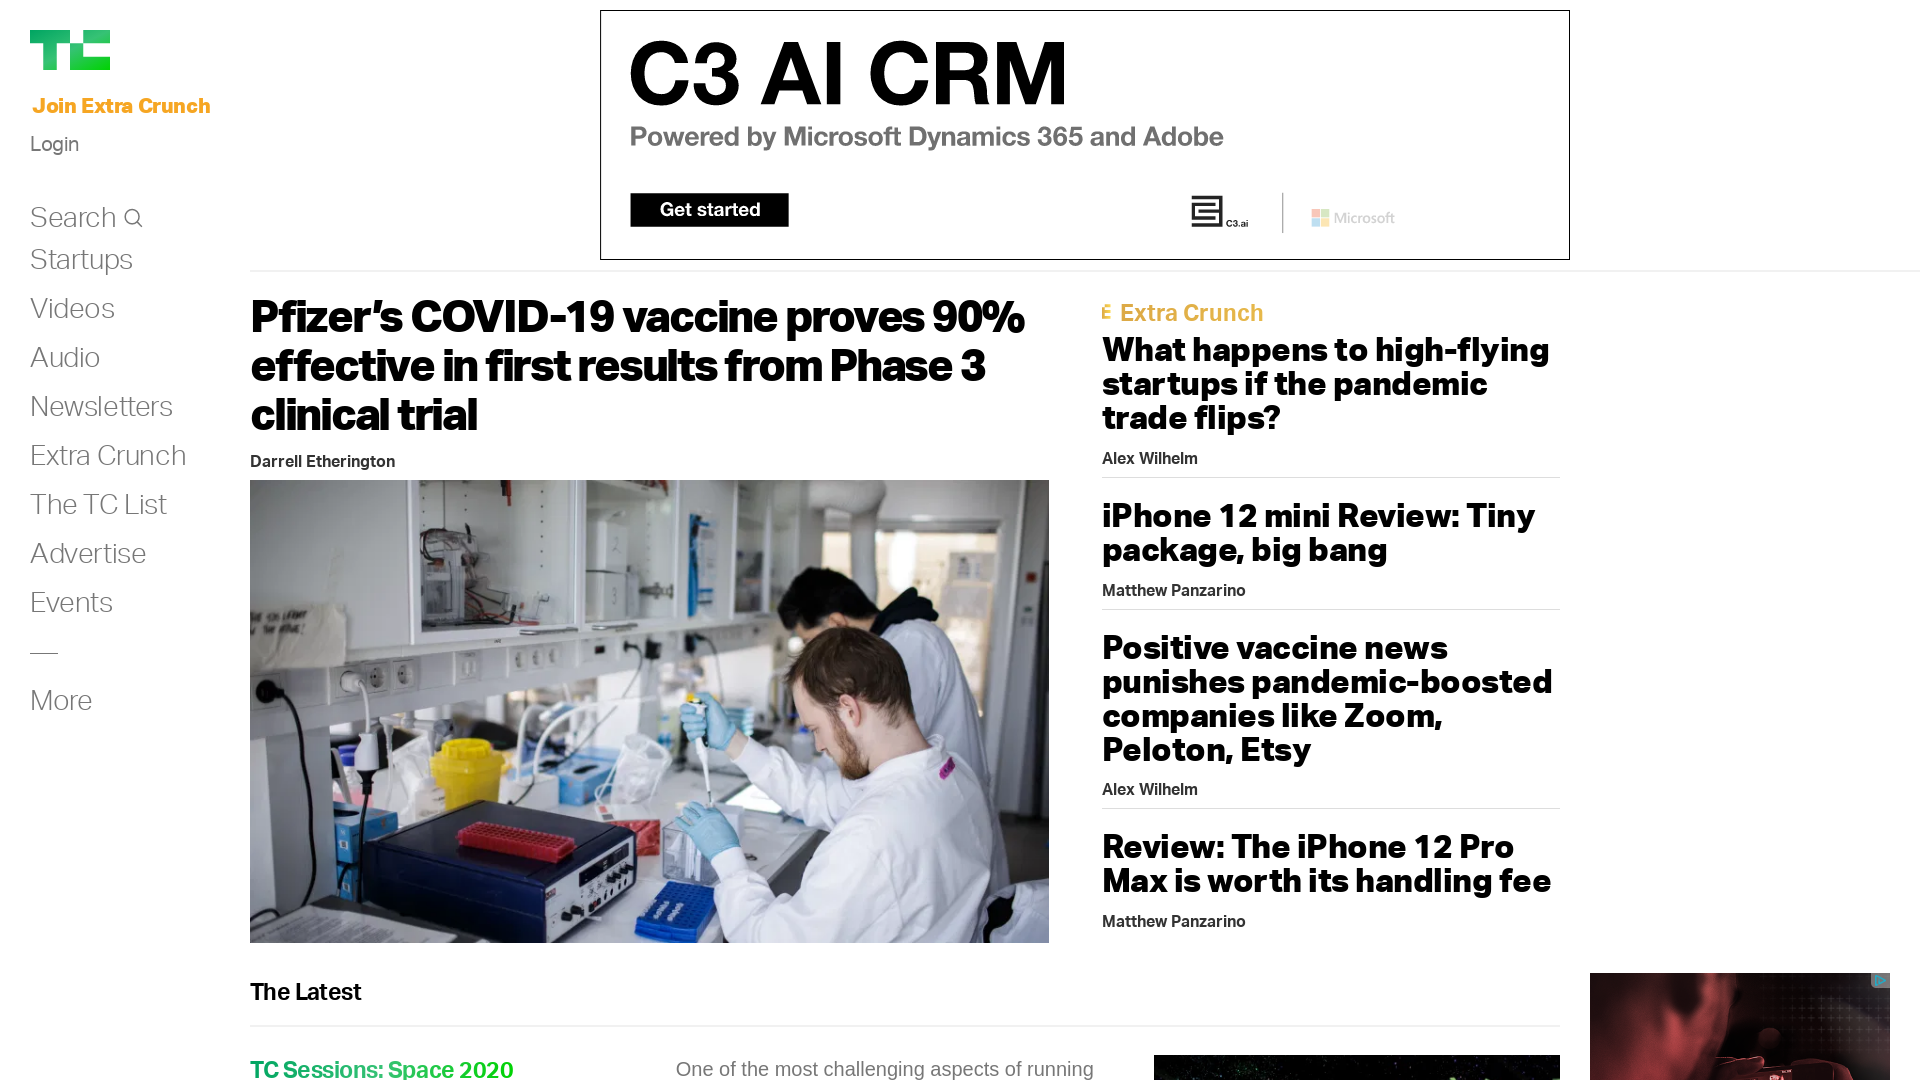 TC
Join Extra Crunch
Login
Search
Startups
Videos
Audio
Newsletters
Extra Crunch
The TC List
Advertise
Events
—
More
C3 AI CRM
Powered by Microsoft Dynamics 365 and Adobe
Get started
C3.ai
Microsoft
Pfizer’s COVID-19 vaccine proves 90%
effective in first results from Phase 3
clinical trial
Darrell Etherington
Extra Crunch
What happens to high-flying
startups if the pandemic
trade flips?
Alex Wilhelm
iPhone 12 mini Review: Tiny
package, big bang
Matthew Panzarino
Positive vaccine news
punishes pandemic-boosted
companies like Zoom,
Peloton, Etsy
Alex Wilhelm
Review: The iPhone 12 Pro
Max is worth its handling fee
Matthew Panzarino
The Latest
TC Sessions: Space 2020
One of the most challenging aspects of running